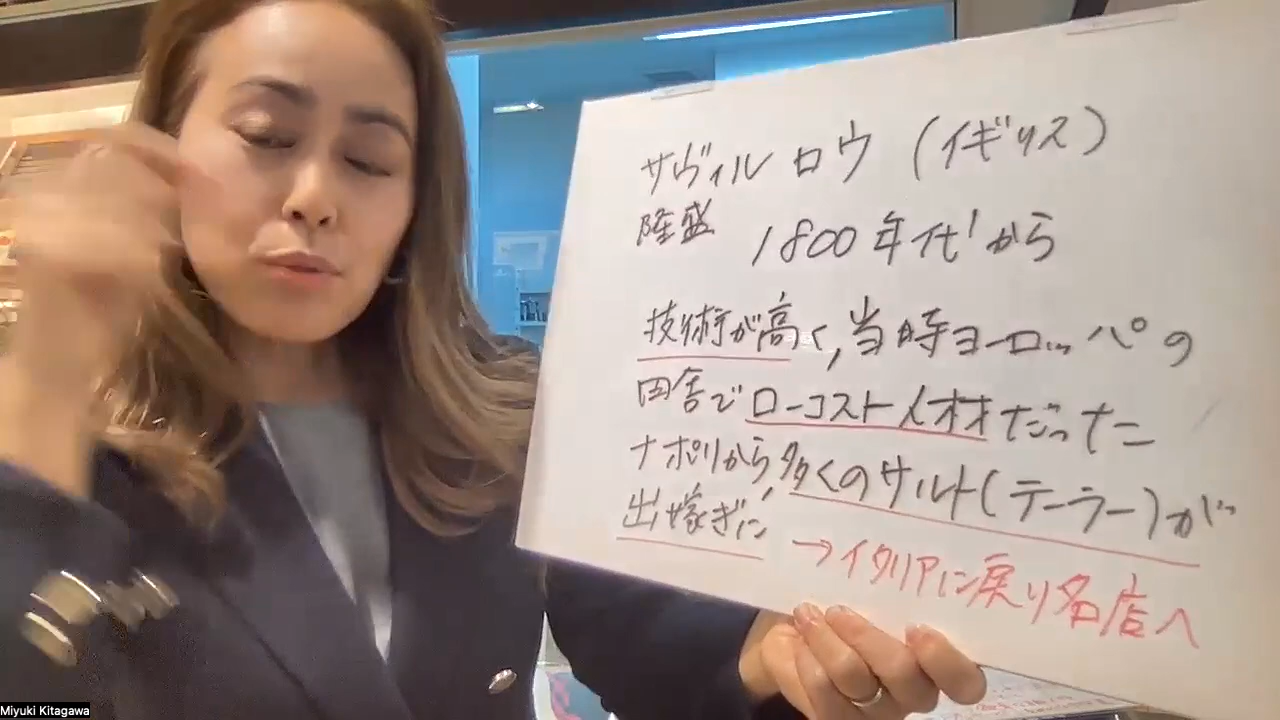 サヴィル ロウ (イギリス)
隆盛 1800年代から
技術が高く,当時ヨーロッパの
田舎でローコスト人材だった
ナポリから,多くのサルト(テーラー)が
出稼ぎに →イタリアに戻り名店へ
Miyuki Kitagawa